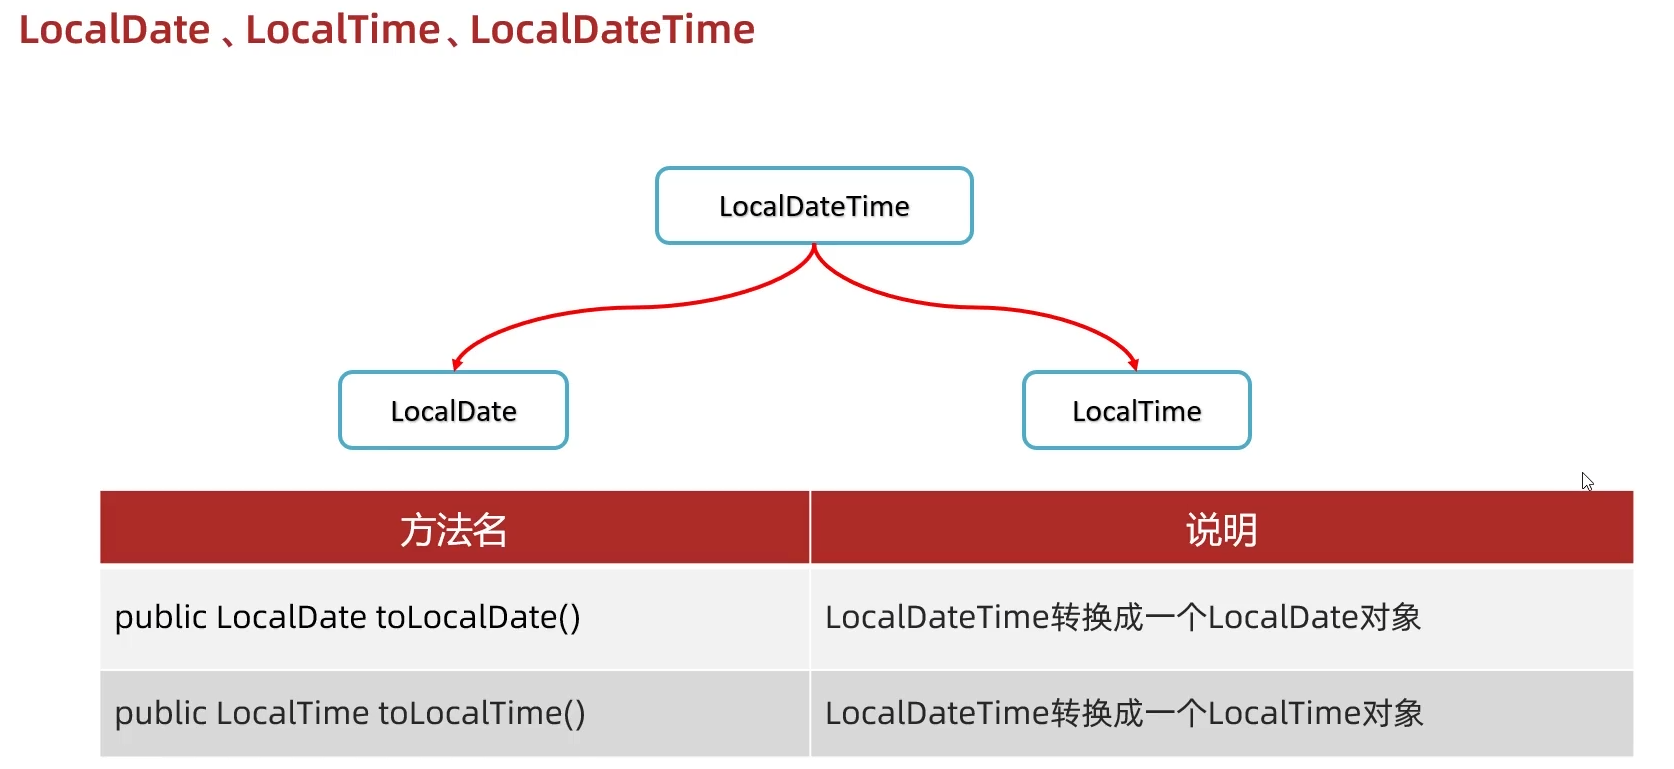 LocalDate 、LocalTime、LocalDateTime
LocalDateTime
LocalDate
LocalTime
方法名
说明
public LocalDate toLocalDate()
LocalDateTime转换成一个LocalDate对象
public LocalTime toLocalTime()
LocalDateTime转换成一个LocalTime对象